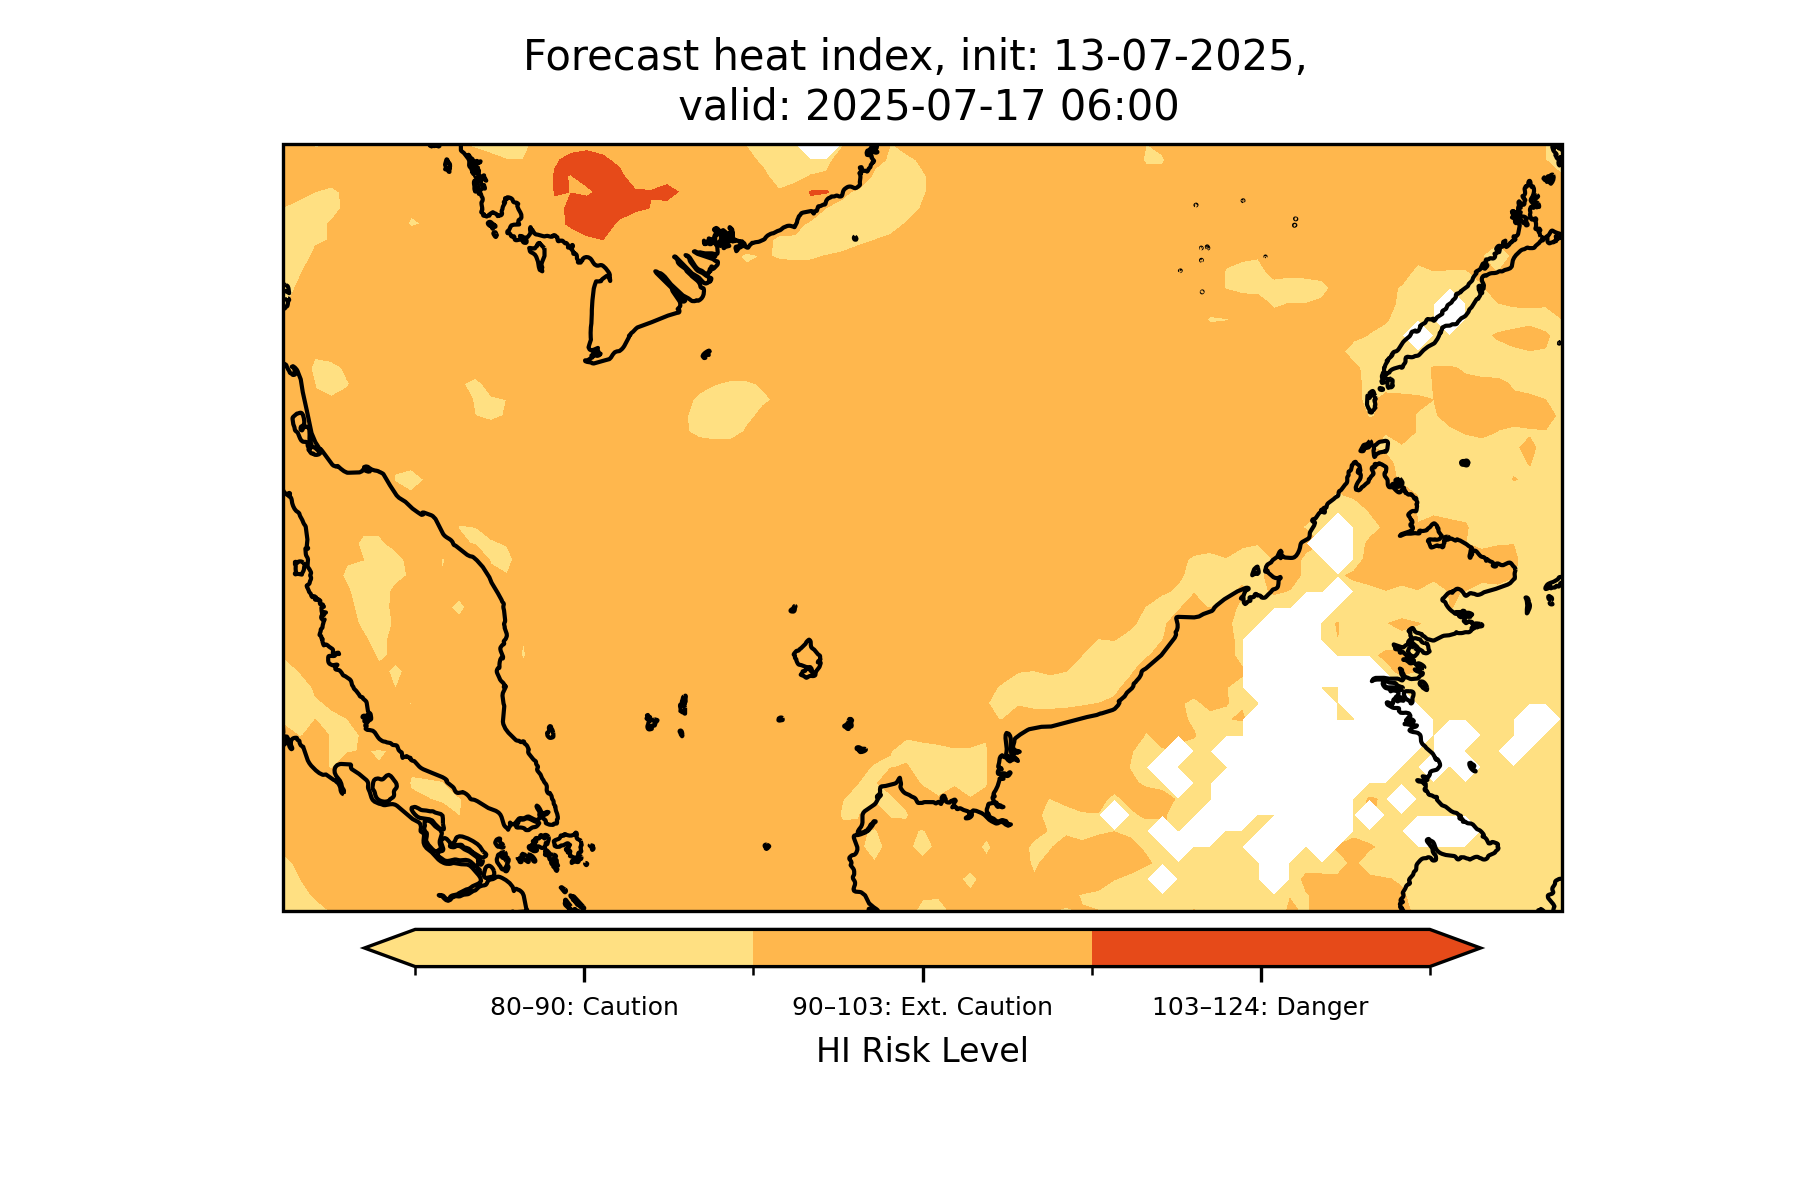 Forecast heat index, init: 13-07-2025,
valid: 2025-07-17 06:00
80–90: Caution
90–103: Ext. Caution
103–124: Danger
HI Risk Level